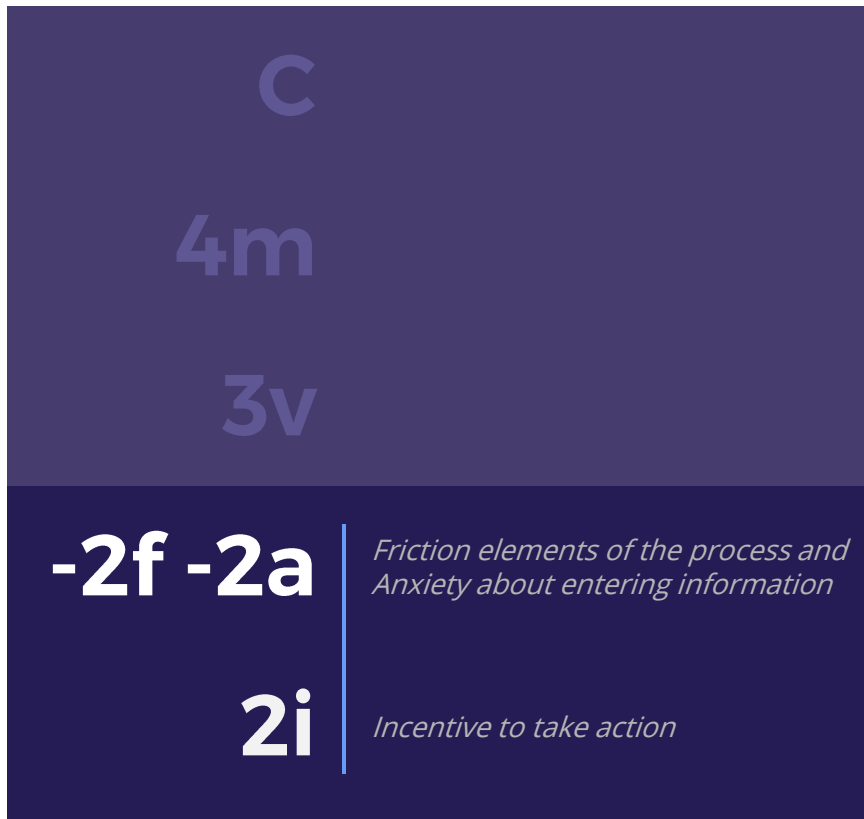 C
4m
3v
-2f -2a
Friction elements of the process and
Anxiety about entering information
2i
Incentive to take action